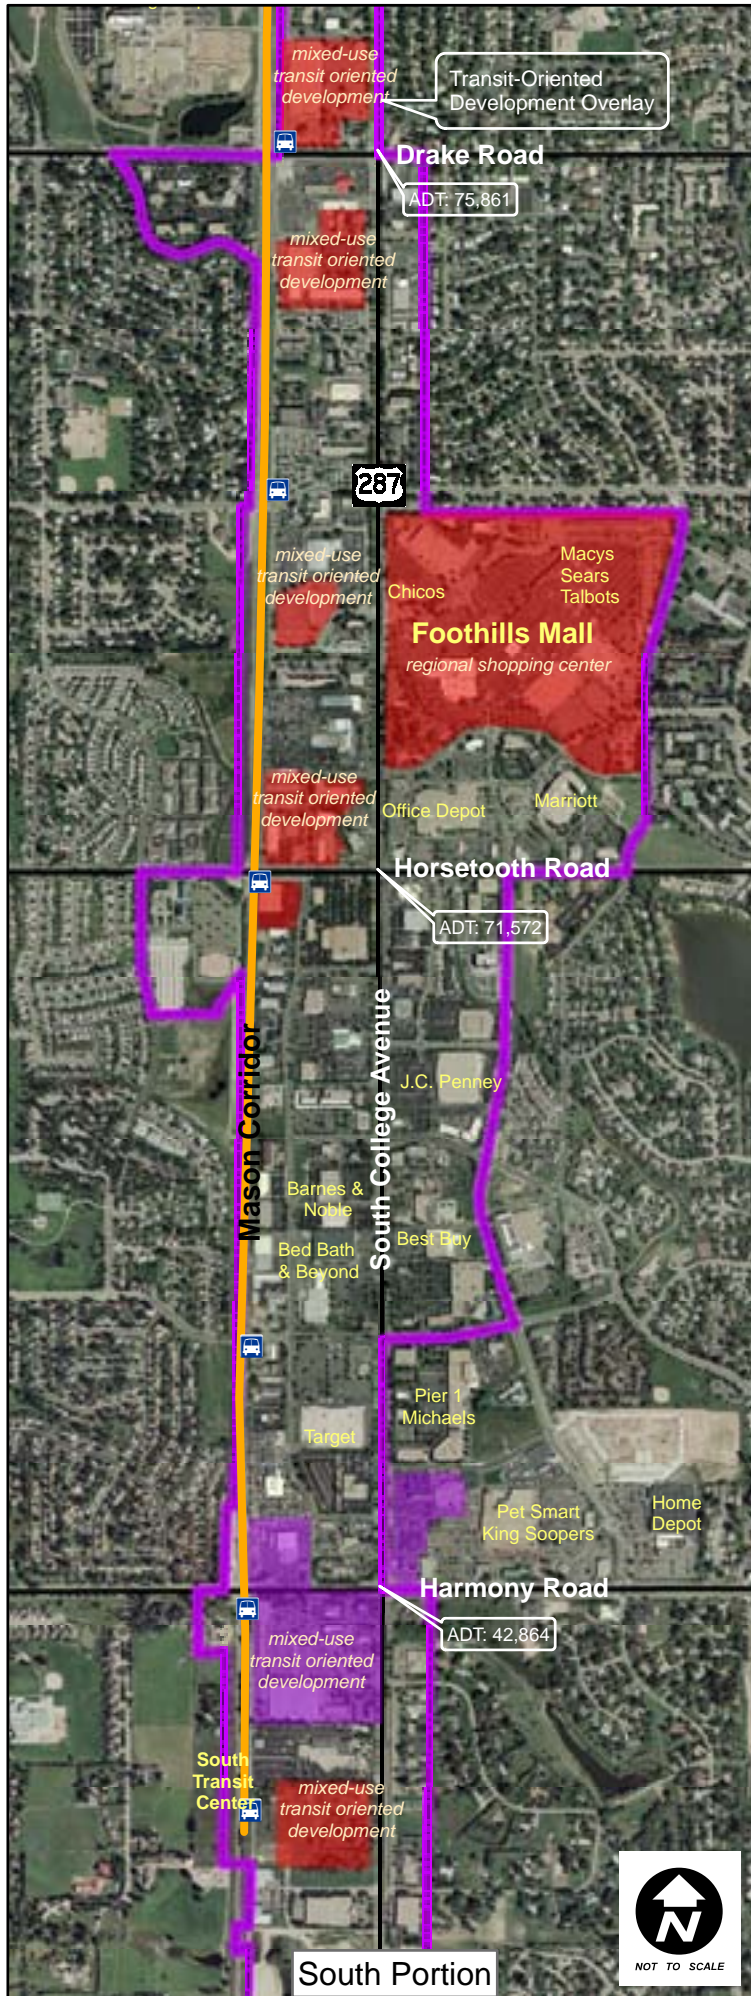 mixed-use
transit oriented
development
Transit-Oriented
Development Overlay
Drake Road
ADT: 75,861
mixed-use
transit oriented
development
287
mixed-use
transit oriented
development
Chicos
Macys
Sears
Talbots
Foothills Mall
regional shopping center
mixed-use
transit oriented
development
Office Depot
Marriott
Horsetooth Road
ADT: 71,572
Mason Corridor
South College Avenue
J.C. Penney
Barnes &
Noble
Bed Bath
& Beyond
Best Buy
Pier 1
Michaels
Target
Pet Smart
King Soopers
Home
Depot
Harmony Road
ADT: 42,864
mixed-use
transit oriented
development
South
Transit
Center
mixed-use
transit oriented
development
N
NOT TO SCALE
South Portion